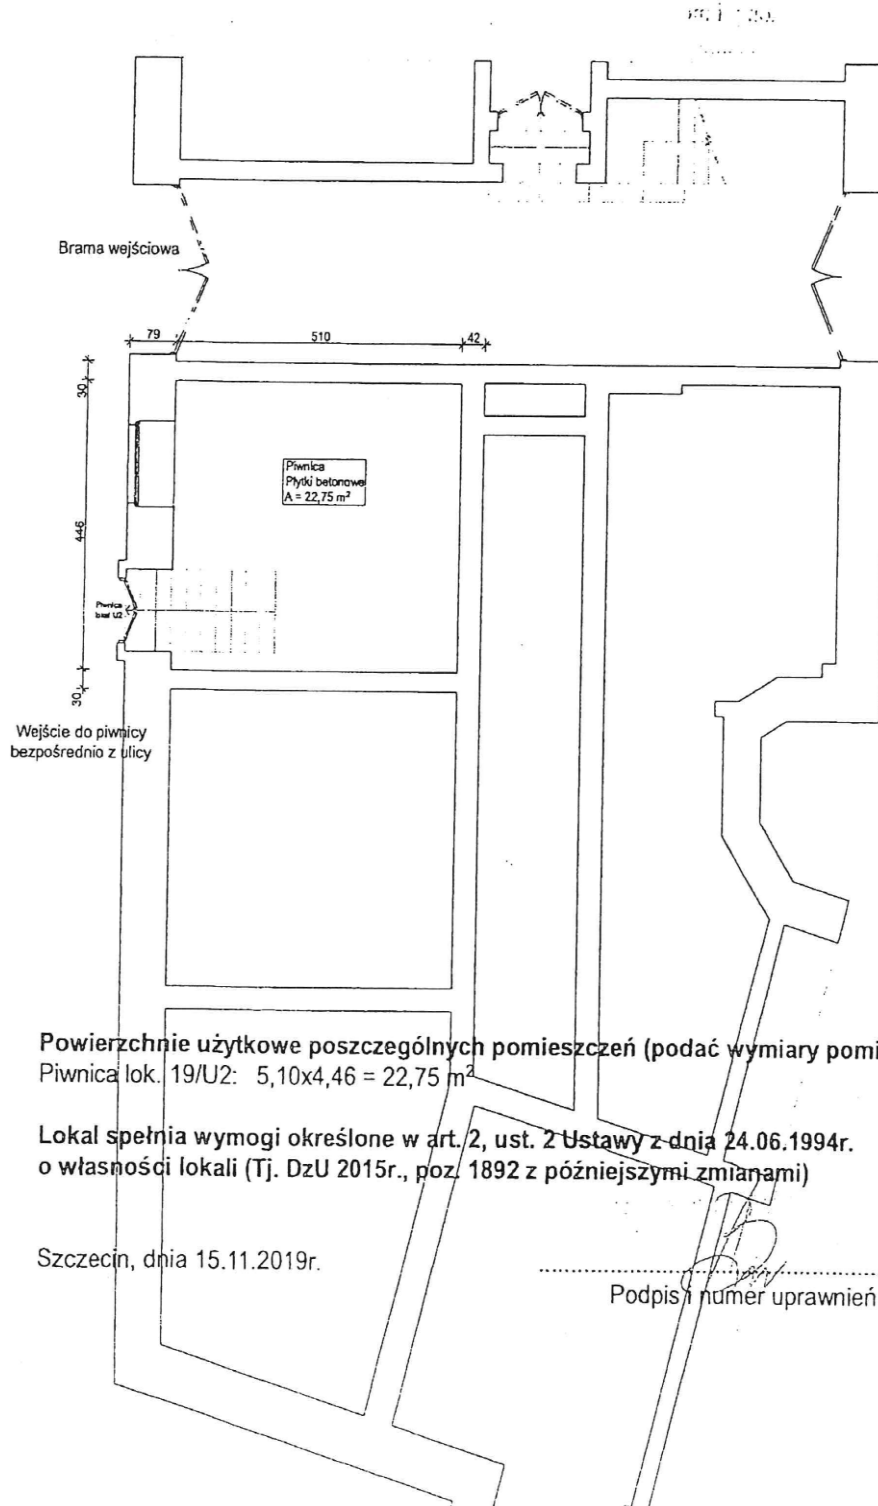 Brama wejściowa
79
510
42
30
Piwnica
Płytki betonowe
A = 22,75 m²
446
Piwnica
lokal U2
30
Wejście do piwnicy
bezpośrednio z ulicy
Powierzchnie użytkowe poszczególnych pomieszczeń (podać wymiary pomi
Piwnica lok. 19/U2: 5,10x4,46 = 22,75 m²
Lokal spełnia wymogi określone w art. 2, ust. 2 Ustawy z dnia 24.06.1994r.
o własności lokali (Tj. DzU 2015r., poz. 1892 z późniejszymi zmianami)
Szczecin, dnia 15.11.2019r.
Podpis i numer uprawnień